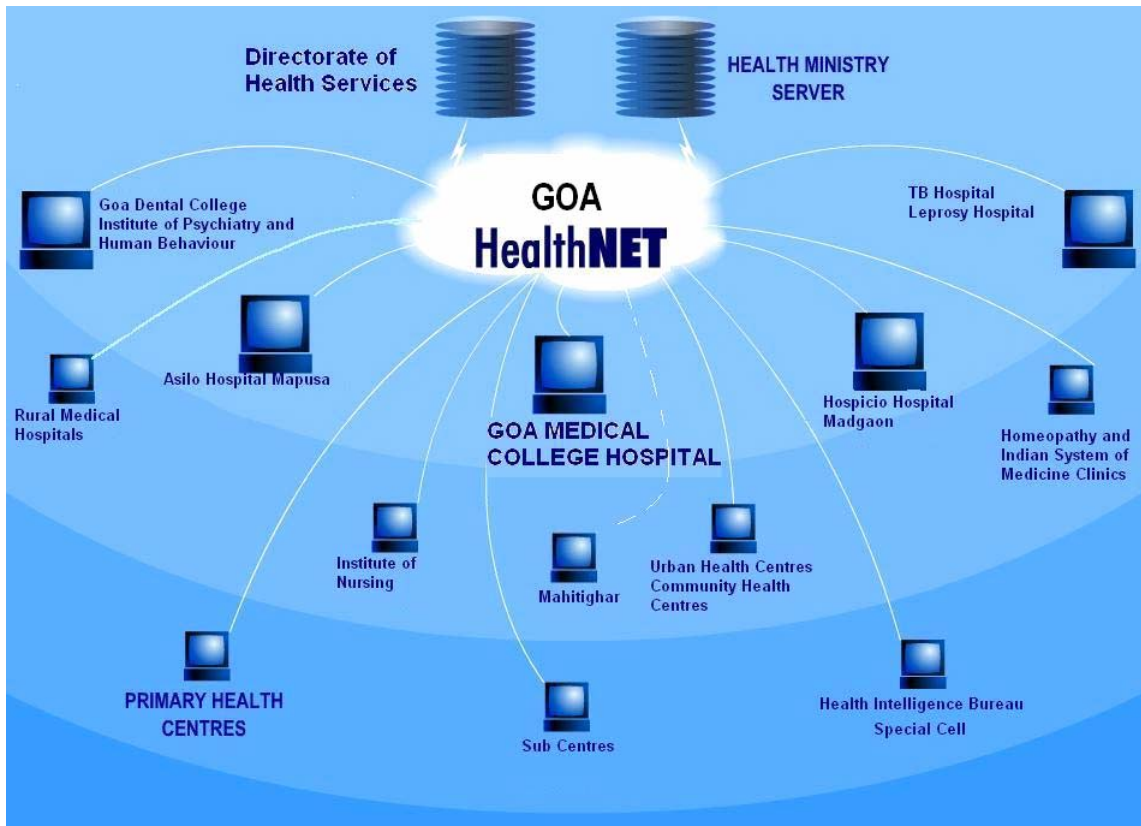 Directorate of
Health Services
HEALTH MINISTRY
SERVER
GOA
HealthNET
Goa Dental College
Institute of Psychiatry and
Human Behaviour
TB Hospital
Leprosy Hospital
Asilo Hospital Mapusa
Rural Medical
Hospitals
GOA MEDICAL
COLLEGE HOSPITAL
Hospicio Hospital
Madgaon
Homeopathy and
Indian System of
Medicine Clinics
Institute of
Nursing
Mahitighar
Urban Health Centres
Community Health
Centres
PRIMARY HEALTH
CENTRES
Sub Centres
Health Intelligence Bureau
Special Cell